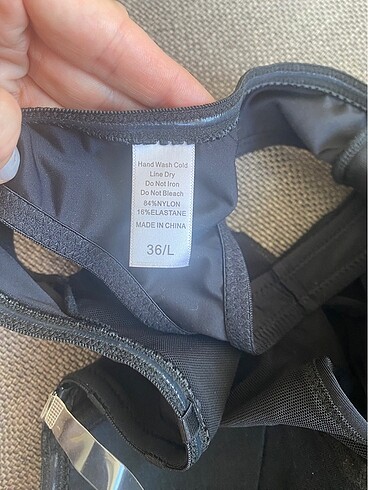 Hand Wash Cold
Line Dry
Do Not Iron
Do Not Bleach
84%NYLON
16%ELASTANE
MADE IN CHINA
36/L